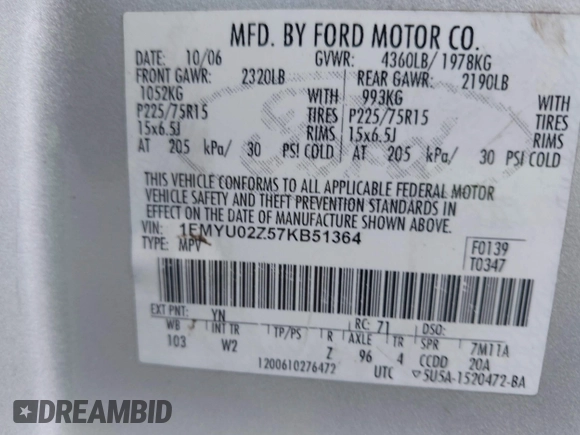 MFD. BY FORD MOTOR CO.
DATE: 10/06 GVWR: 4360LB/ 1978KG
FRONT GAWR: 2320LB REAR GAWR: 2190LB
1052KG WITH 993KG WITH
P225/75R15 TIRES P225/75R15 TIRES
15x6.5J RIMS 15x6.5J RIMS
AT 205 kPa/ 30 PSI COLD AT 205 kPa/ 30 PSI COLD
THIS VEHICLE CONFORMS TO ALL APPLICABLE FEDERAL MOTOR
VEHICLE SAFETY AND THEFT PREVENTION STANDARDS IN
EFFECT ON THE DATE OF MANUFACTURE SHOWN ABOVE.
VIN: 1FMYU02Z57KB51364
TYPE: MPV
F0139
T0347
EXT PNT: YN RC: 71 DSO:
WB INT TR TP/PS R AXLE TR SPR 7M11A
103 W2 Z 96 4 CCDD 20A
1200610276472 UTC 5U5A-1520472-BA
DREAMBID